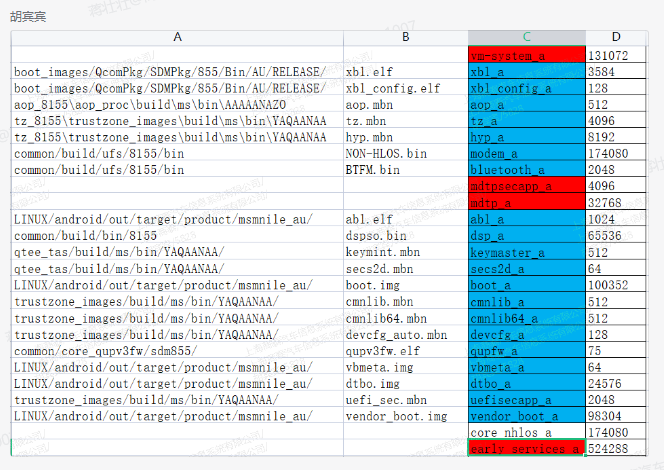 胡宾宾
A B C D
vm-system_a 131072
boot_images/QcomPkg/SDMPkg/855/Bin/AU/RELEASE/ xbl.elf xbl_a 3584
boot_images/QcomPkg/SDMPkg/855/Bin/AU/RELEASE/ xbl_config.elf xbl_config_a 128
aop_8155\aop_proc\build\ms\bin\AAAAANAZO aop.mbn aop_a 512
tz_8155\trustzone_images\build\ms\bin\YAQAANAA tz.mbn tz_a 4096
tz_8155\trustzone_images\build\ms\bin\YAQAANAA hyp.mbn hyp_a 8192
common/build/ufs/8155/bin NON-HLOS.bin modem_a 174080
common/build/ufs/8155/bin BTFM.bin bluetooth_a 2048
mdtpsecapp_a 4096
mdtp_a 32768
LINUX/android/out/target/product/msmnile_au/ abl.elf abl_a 1024
common/build/bin/8155 dspso.bin dsp_a 65536
qtee_tas/build/ms/bin/YAQAANAA/ keymint.mbn keymaster_a 512
qtee_tas/build/ms/bin/YAQAANAA/ secs2d.mbn secs2d_a 64
LINUX/android/out/target/product/msmnile_au/ boot.img boot_a 100352
trustzone_images/build/ms/bin/YAQAANAA/ cmnlib.mbn cmnlib_a 512
trustzone_images/build/ms/bin/YAQAANAA/ cmnlib64.mbn cmnlib64_a 512
trustzone_images/build/ms/bin/YAQAANAA/ devcfg_auto.mbn devcfg_a 128
common/core_qupv3fw/sdm855/ qupv3fw.elf qupfw_a 75
LINUX/android/out/target/product/msmnile_au/ vbmeta.img vbmeta_a 64
LINUX/android/out/target/product/msmnile_au/ dtbo.img dtbo_a 24576
trustzone_images/build/ms/bin/YAQAANAA/ uefi_sec.mbn uefisecapp_a 2048
LINUX/android/out/target/product/msmnile_au/ vendor_boot.img vendor_boot_a 98304
core_nhlos_a 174080
early_services_a 524288